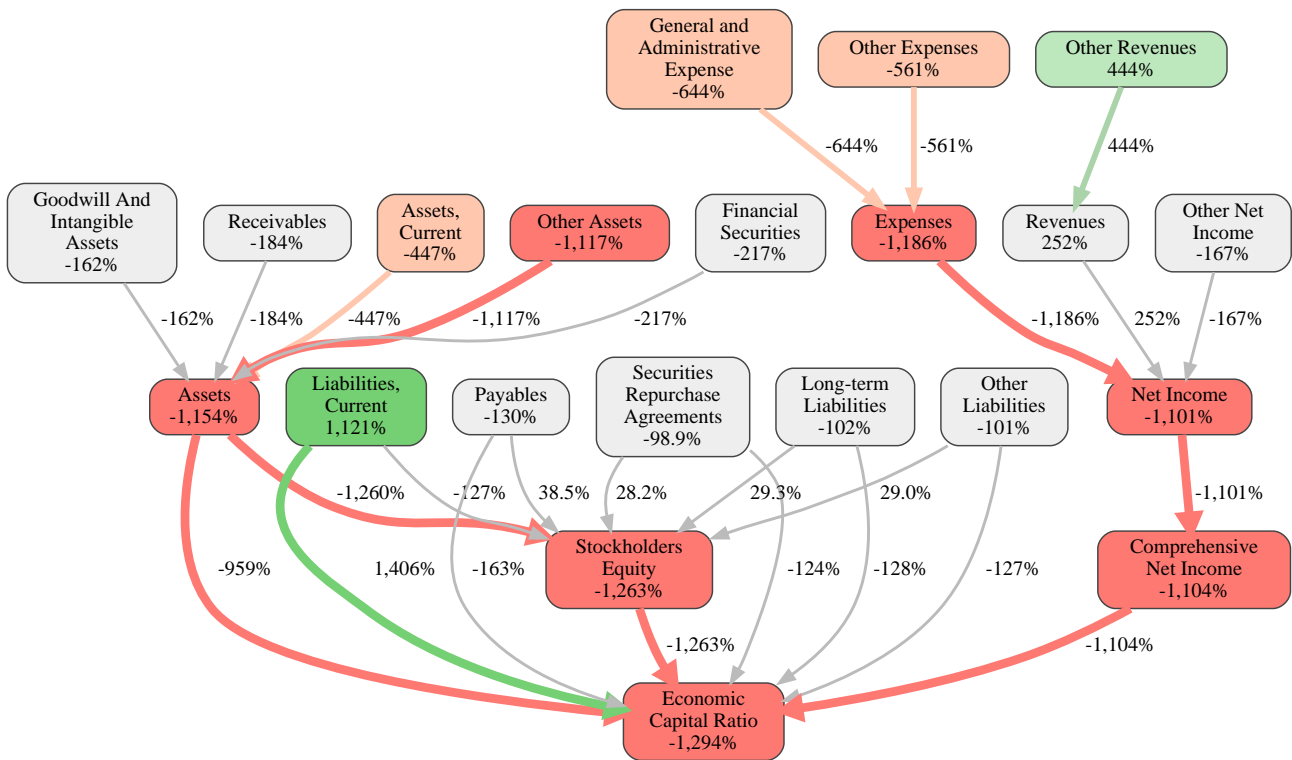 General and
Administrative
Expense
-644%
Other Expenses
-561%
Other Revenues
444%
-644%
-561%
444%
Goodwill And
Intangible
Assets
-162%
Receivables
-184%
Assets,
Current
-447%
Other Assets
-1,117%
Financial
Securities
-217%
Expenses
-1,186%
Revenues
252%
Other Net
Income
-167%
-162%
-184%
-447%
-1,117%
-217%
-1,186%
252%
-167%
Assets
-1,154%
Liabilities,
Current
1,121%
Payables
-130%
Securities
Repurchase
Agreements
-98.9%
Long-term
Liabilities
-102%
Other
Liabilities
-101%
Net Income
-1,101%
-1,260%
-127%
38.5%
28.2%
29.3%
29.0%
-1,101%
Stockholders
Equity
-1,263%
Comprehensive
Net Income
-1,104%
-959%
1,406%
-163%
-124%
-128%
-127%
-1,263%
-1,104%
Economic
Capital Ratio
-1,294%